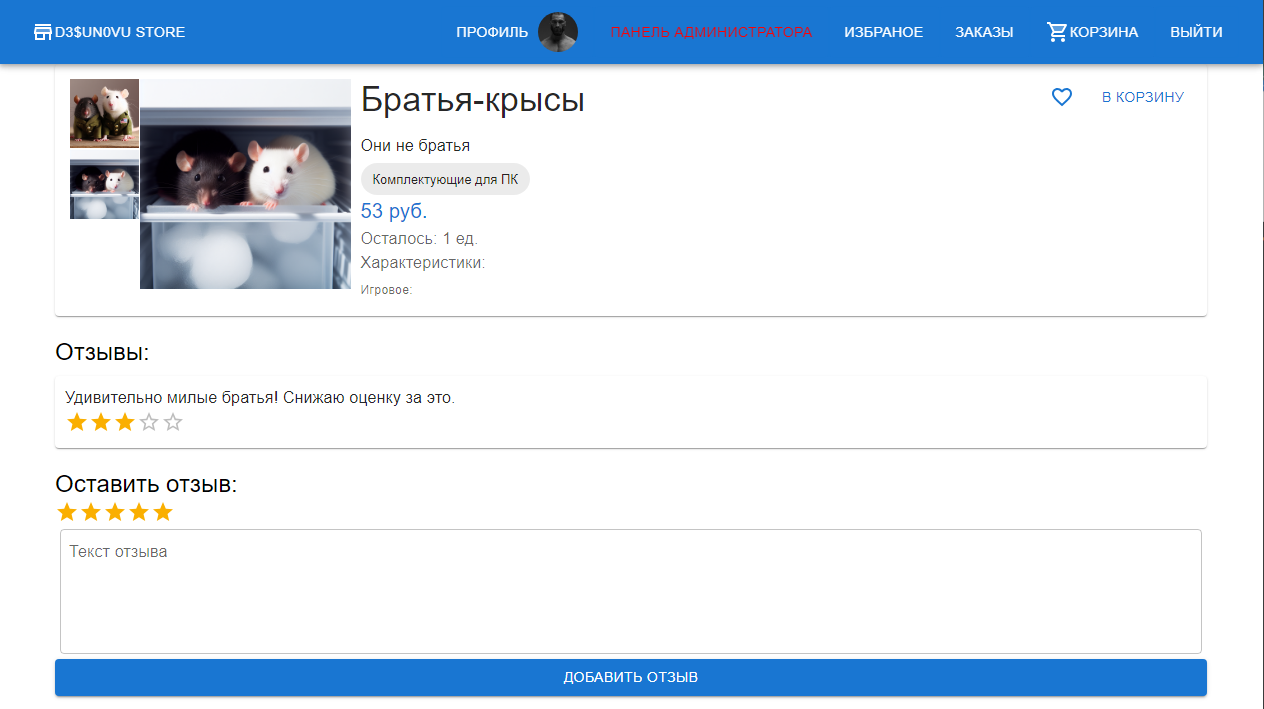 D3$UN0VU STORE ПРОФИЛЬ ПАНЕЛЬ АДМИНИСТРАТОРА ИЗБРАНОЕ ЗАКАЗЫ КОРЗИНА ВЫЙТИ
Братья-крысы
В КОРЗИНУ
Они не братья
Комплектующие для ПК
53 руб.
Осталось: 1 ед.
Характеристики:
Игровое:
Отзывы:
Удивительно милые братья! Снижаю оценку за это.
Оставить отзыв:
Текст отзыва
ДОБАВИТЬ ОТЗЫВ